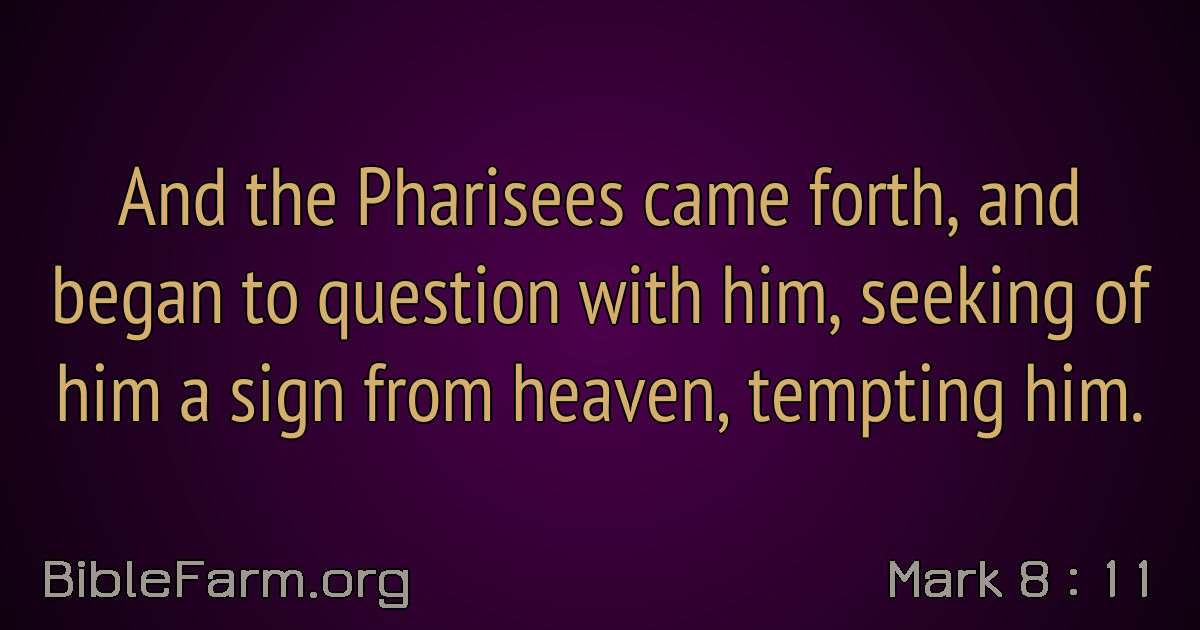 And the Pharisees came forth, and
began to question with him, seeking of
him a sign from heaven, tempting him.
BibleFarm.org
Mark 8 : 11